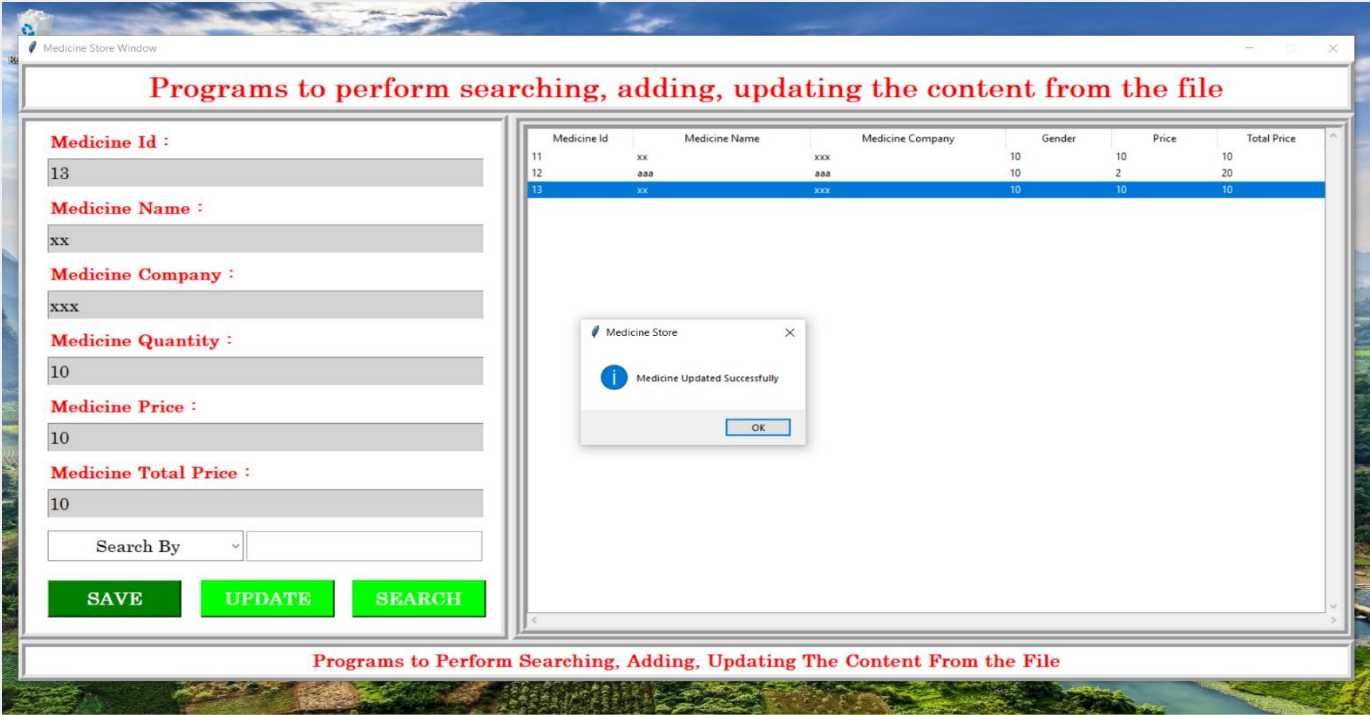 Medicine Store Window
Programs to perform searching, adding, updating the content from the file
Medicine Id :
13
Medicine Name :
xx
Medicine Company :
xxx
Medicine Quantity :
10
Medicine Price :
10
Medicine Total Price :
10
Search By
SAVE UPDATE SEARCH
Medicine Id Medicine Name Medicine Company Gender Price Total Price
11 xx xxx 10 10 10
12 aaa aaa 10 2 20
13 xx xxx 10 10 10
Medicine Store
Medicine Updated Successfully
OK
Programs to Perform Searching, Adding, Updating The Content From the File